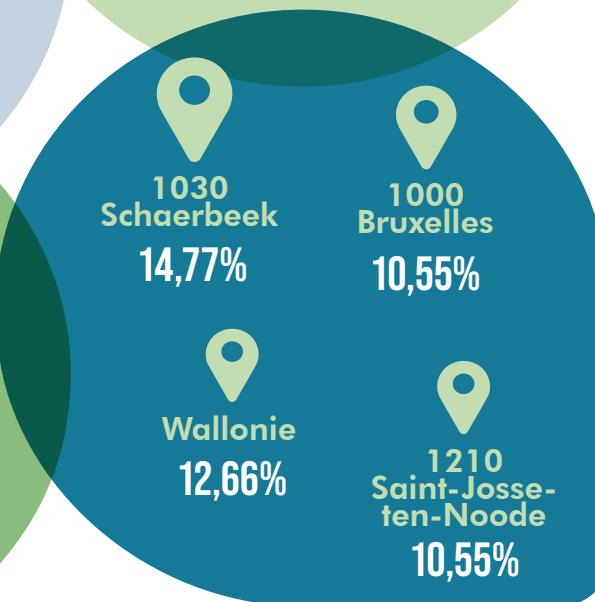 1030
Schaerbeek
14,77%
1000
Bruxelles
10,55%
Wallonie
12,66%
1210
Saint-Josse-
ten-Noode
10,55%